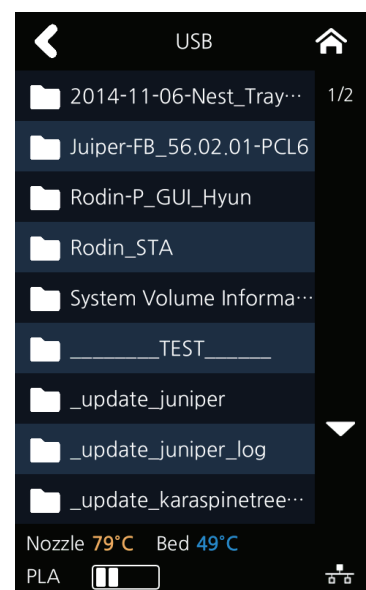 USB
2014-11-06-Nest_Tray···
1/2
Juiper-FB_56.02.01-PCL6
Rodin-P_GUI_Hyun
Rodin_STA
System Volume Informa···
________TEST______
_update_juniper
_update_juniper_log
_update_karaspinetree···
Nozzle 79°C Bed 49°C
PLA